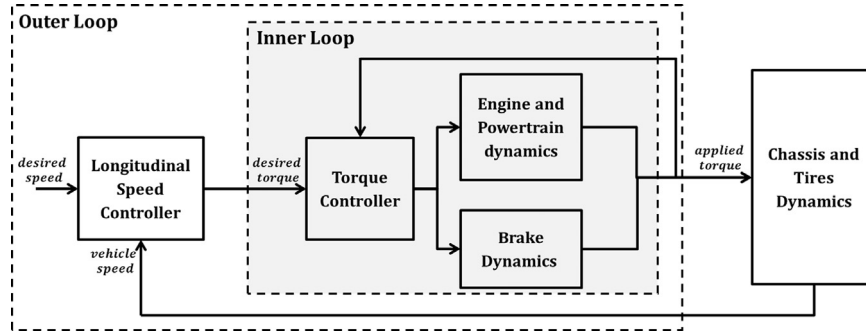 Outer Loop
Inner Loop
desired
speed
Longitudinal
Speed
Controller
vehicle
speed
desired
torque
Torque
Controller
Engine and
Powertrain
dynamics
Brake
Dynamics
applied
torque
Chassis and
Tires
Dynamics